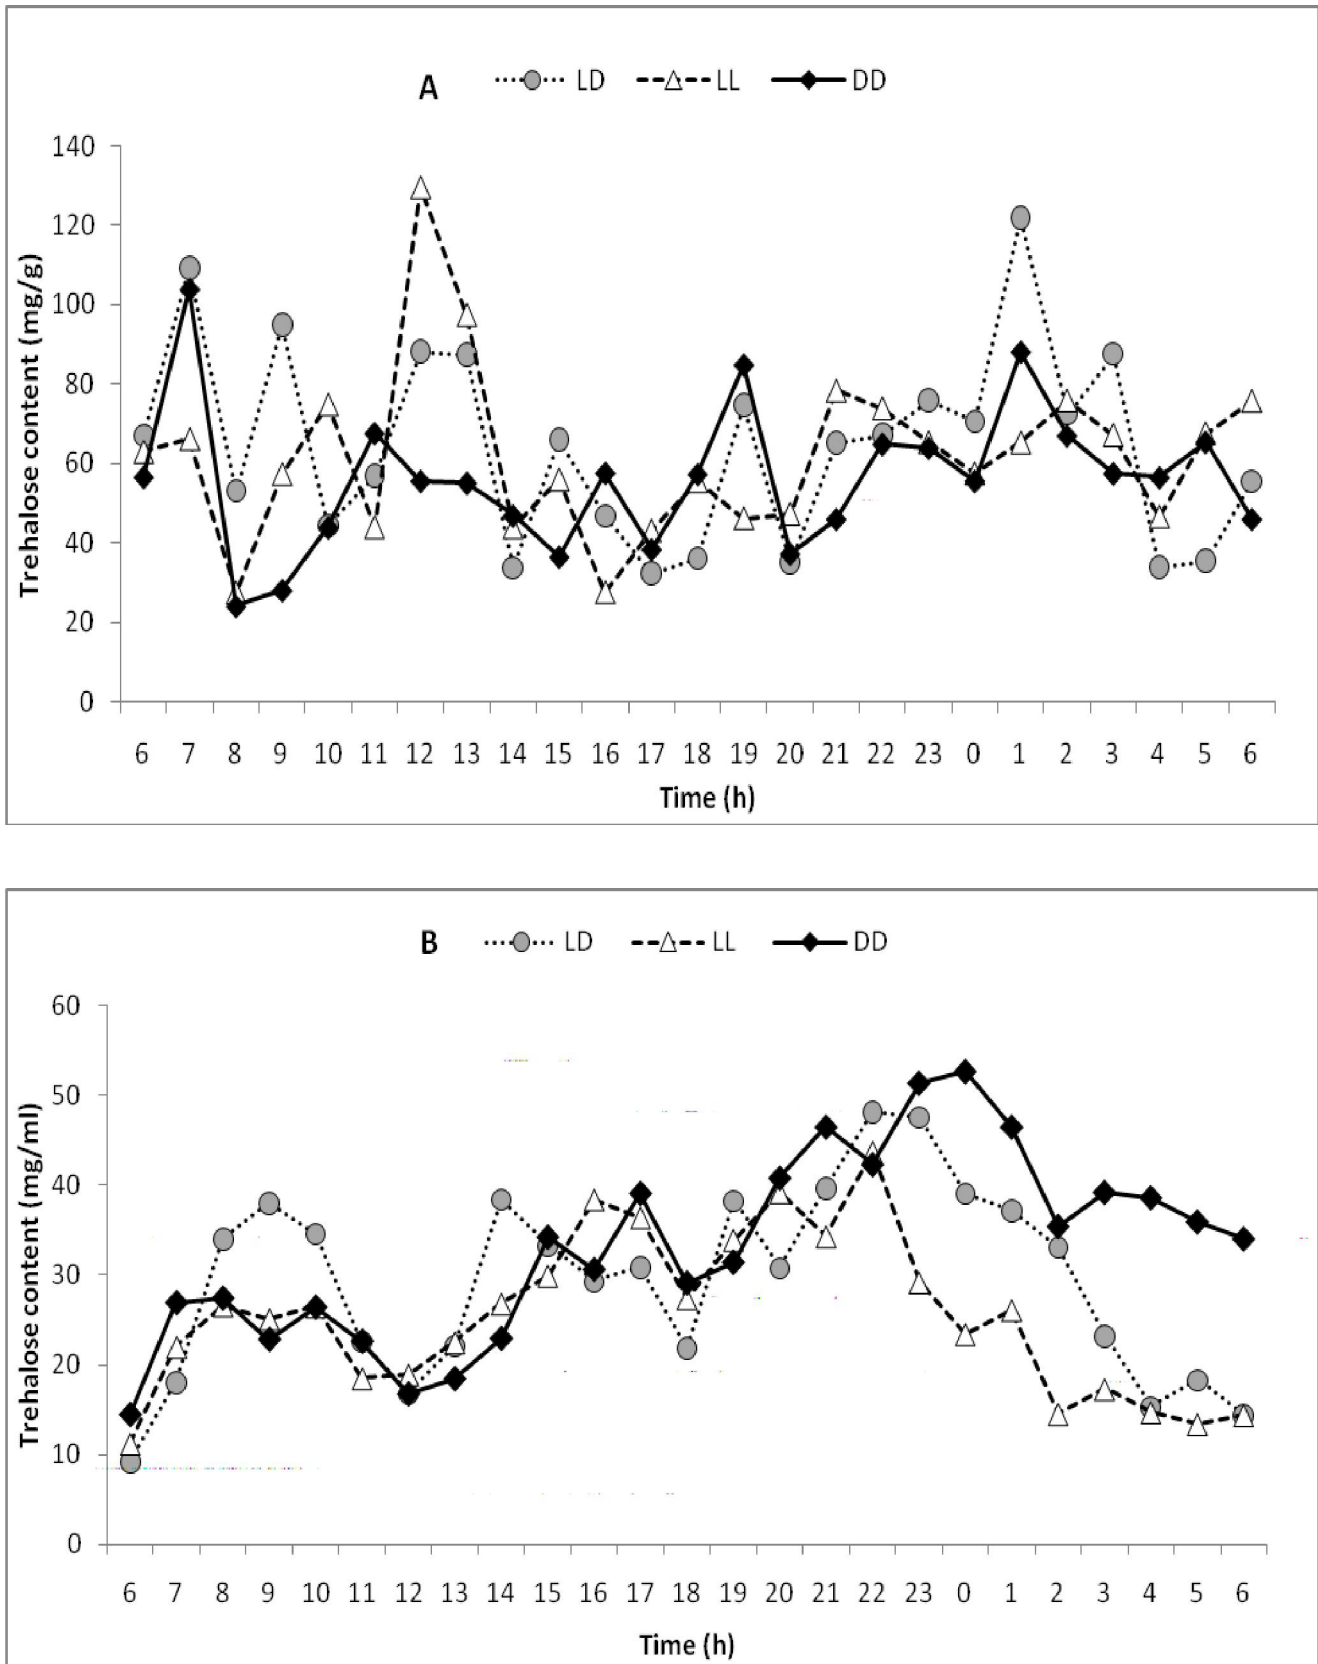 A LD LL DD
140
120
100
80
60
40
20
0
Trehalose content (mg/g)
6 7 8 9 10 11 12 13 14 15 16 17 18 19 20 21 22 23 0 1 2 3 4 5 6
Time (h)
B LD LL DD
60
50
40
30
20
10
0
Trehalose content (mg/ml)
6 7 8 9 10 11 12 13 14 15 16 17 18 19 20 21 22 23 0 1 2 3 4 5 6
Time (h)